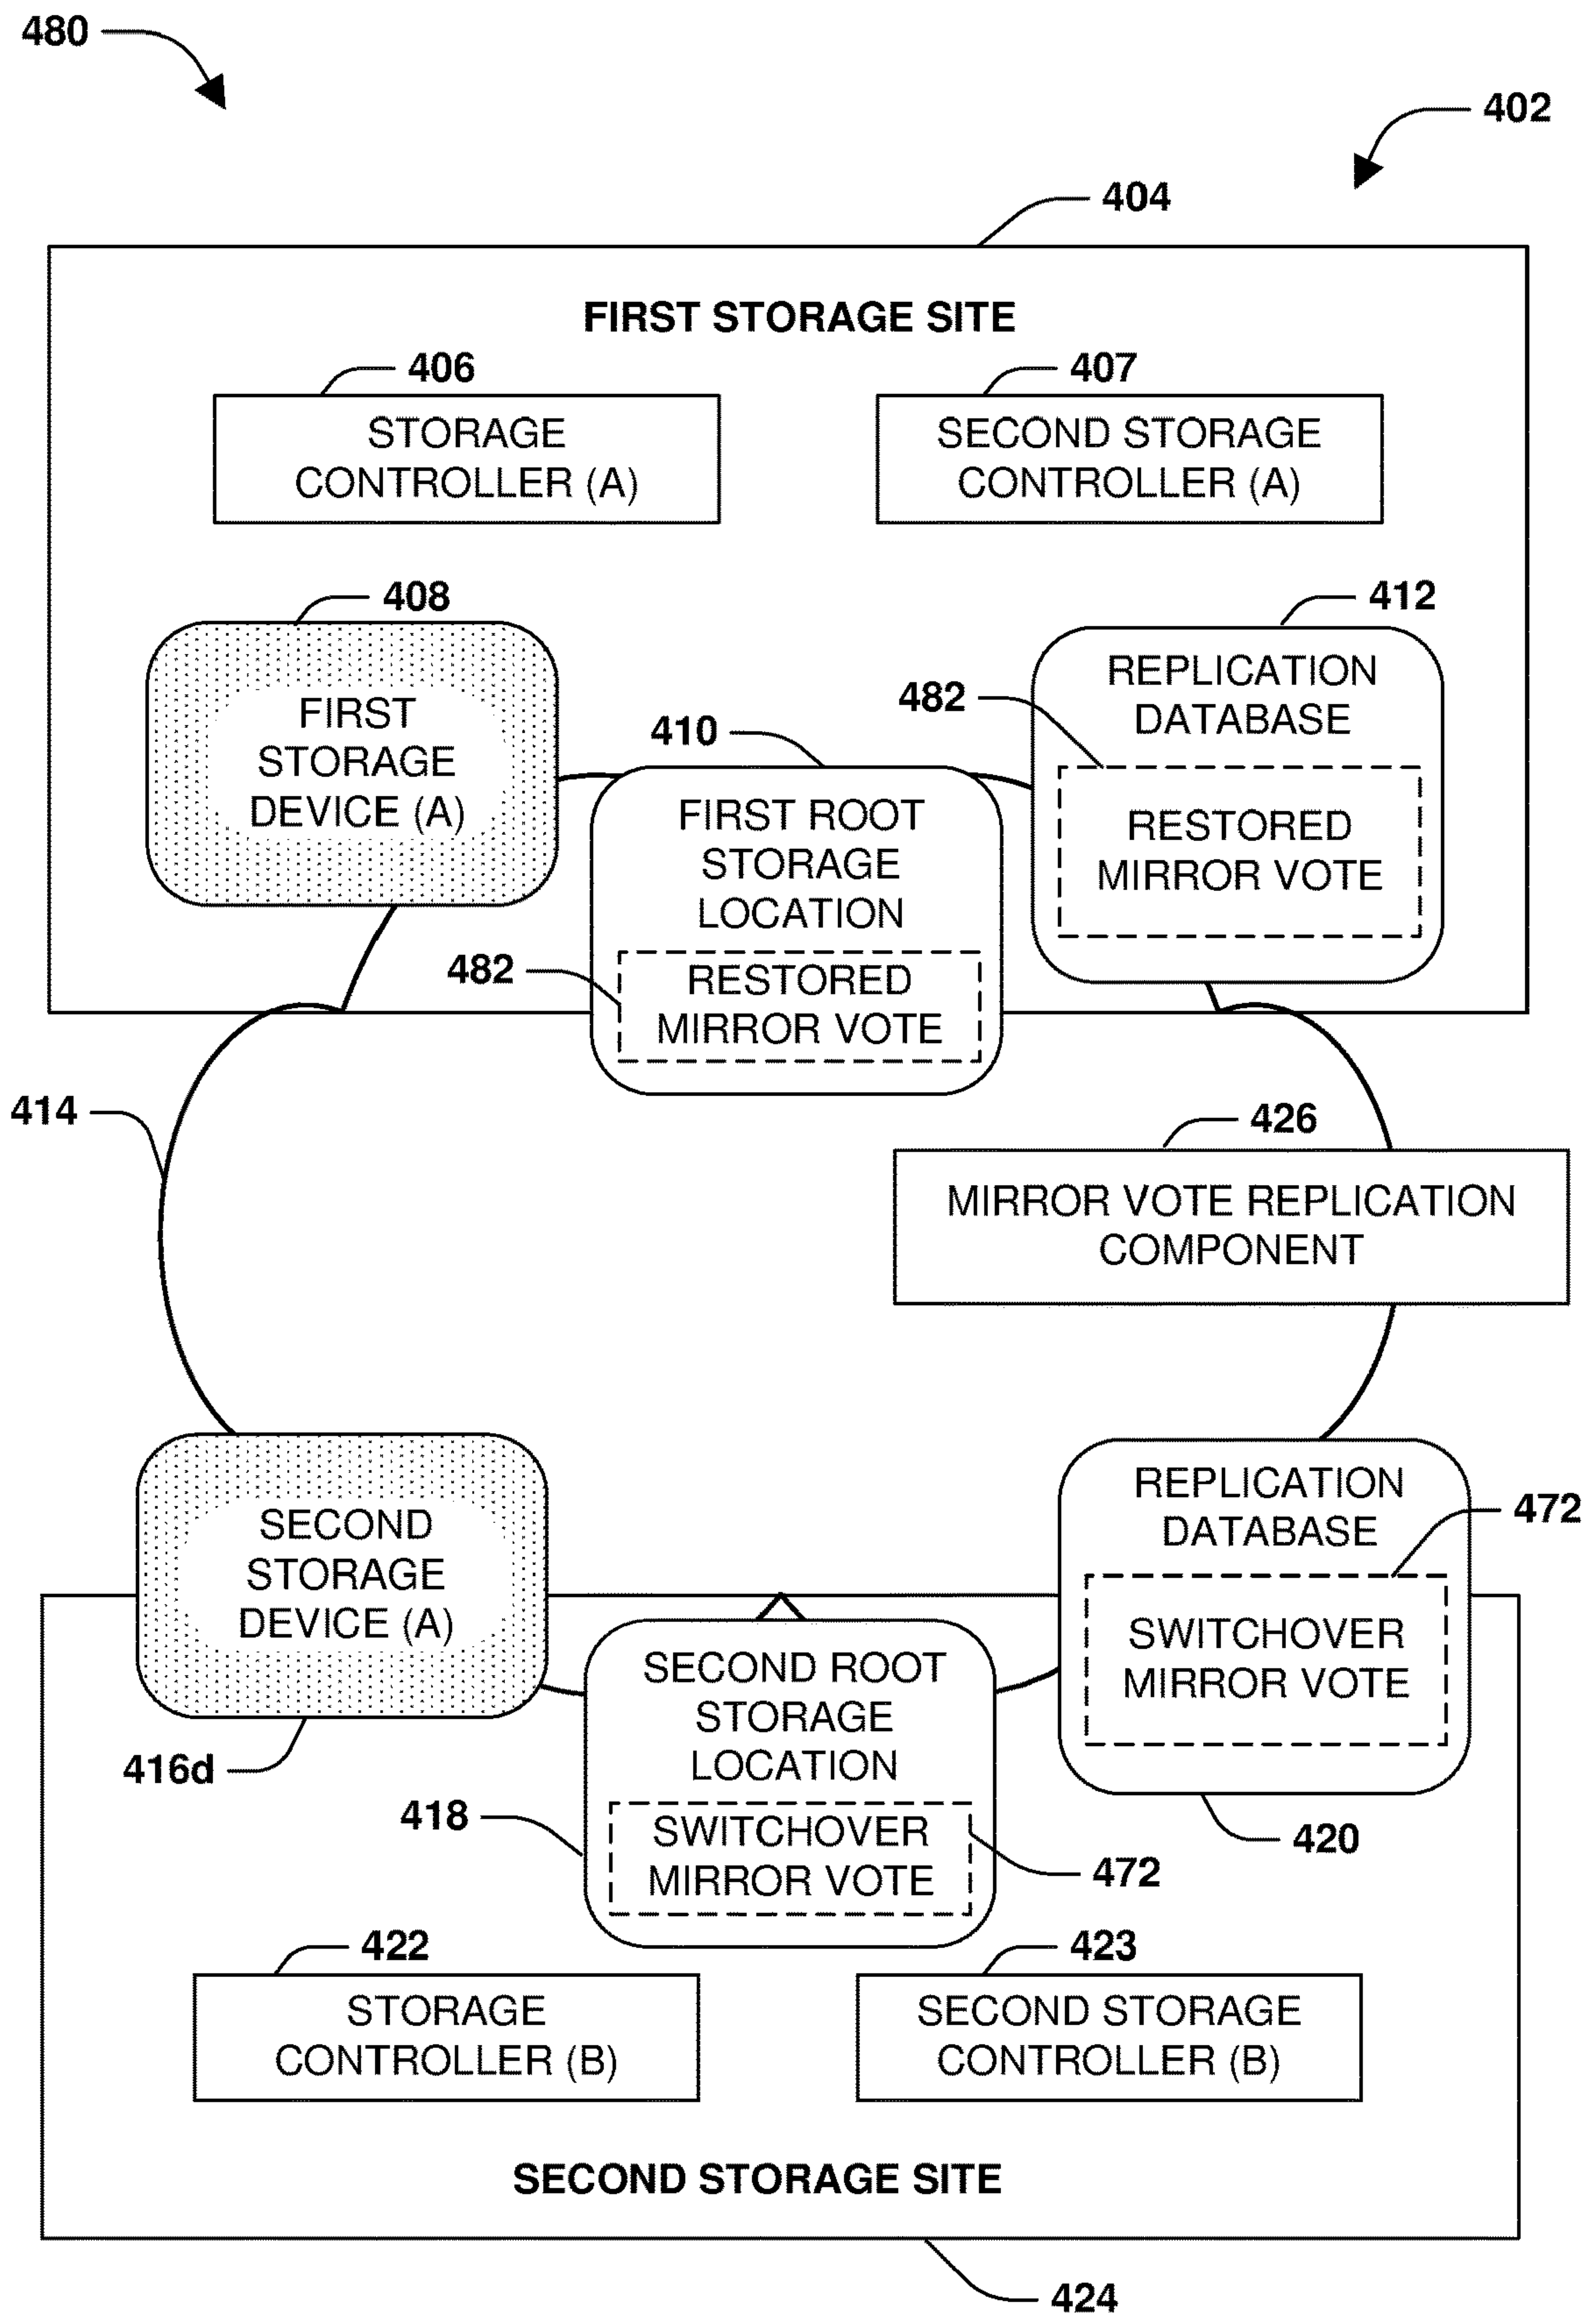 480
402
404
FIRST STORAGE SITE
406
407
STORAGE
CONTROLLER (A)
SECOND STORAGE
CONTROLLER (A)
408
412
FIRST
STORAGE
DEVICE (A)
410
482
REPLICATION
DATABASE
RESTORED
MIRROR VOTE
FIRST ROOT
STORAGE
LOCATION
482
RESTORED
MIRROR VOTE
414
426
MIRROR VOTE REPLICATION
COMPONENT
SECOND
STORAGE
DEVICE (A)
416d
REPLICATION
DATABASE
472
SWITCHOVER
MIRROR VOTE
420
SECOND ROOT
STORAGE
LOCATION
418
SWITCHOVER
MIRROR VOTE
472
422
423
STORAGE
CONTROLLER (B)
SECOND STORAGE
CONTROLLER (B)
SECOND STORAGE SITE
424